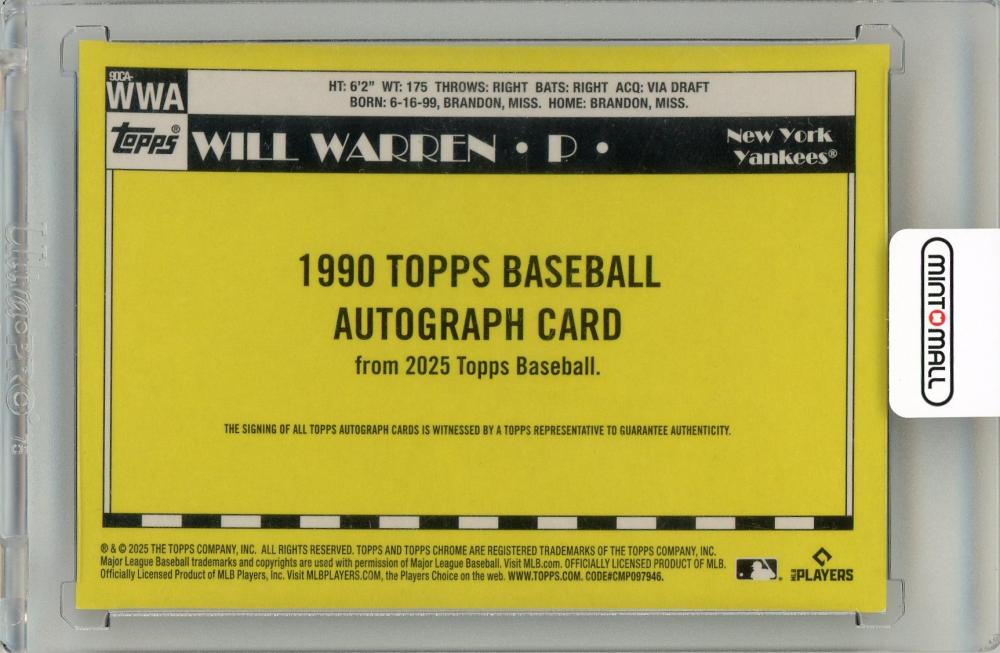 90CA-
WWA
HT: 6'2" WT: 175 THROWS: RIGHT BATS: RIGHT ACQ: VIA DRAFT
BORN: 6-16-99, BRANDON, MISS. HOME: BRANDON, MISS.
Topps®
WILL WARREN • P •
New York
Yankees®
1990 TOPPS BASEBALL
AUTOGRAPH CARD
from 2025 Topps Baseball.
THE SIGNING OF ALL TOPPS AUTOGRAPH CARDS IS WITNESSED BY A TOPPS REPRESENTATIVE TO GUARANTEE AUTHENTICITY.
® & © 2025 THE TOPPS COMPANY, INC. ALL RIGHTS RESERVED. TOPPS AND TOPPS CHROME ARE REGISTERED TRADEMARKS OF THE TOPPS COMPANY, INC.
Major League Baseball trademarks and copyrights are used with permission of Major League Baseball. Visit MLB.com. OFFICIALLY LICENSED PRODUCT OF MLB.
Officially Licensed Product of MLB Players, Inc. Visit MLBPLAYERS.COM, the Players Choice on the web. WWW.TOPPS.COM. CODE#CMP097946.
MLB PLAYERS
MINT MALL